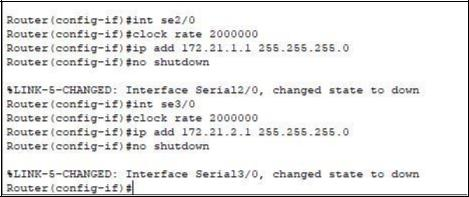 Router(config-if)#int se2/0
Router(config-if)#clock rate 2000000
Router(config-if)#ip add 172.21.1.1 255.255.255.0
Router(config-if)#no shutdown
%LINK-5-CHANGED: Interface Serial2/0, changed state to down
Router(config-if)#int se3/0
Router(config-if)#clock rate 2000000
Router(config-if)#ip add 172.21.2.1 255.255.255.0
Router(config-if)#no shutdown
%LINK-5-CHANGED: Interface Serial3/0, changed state to down
Router(config-if)#